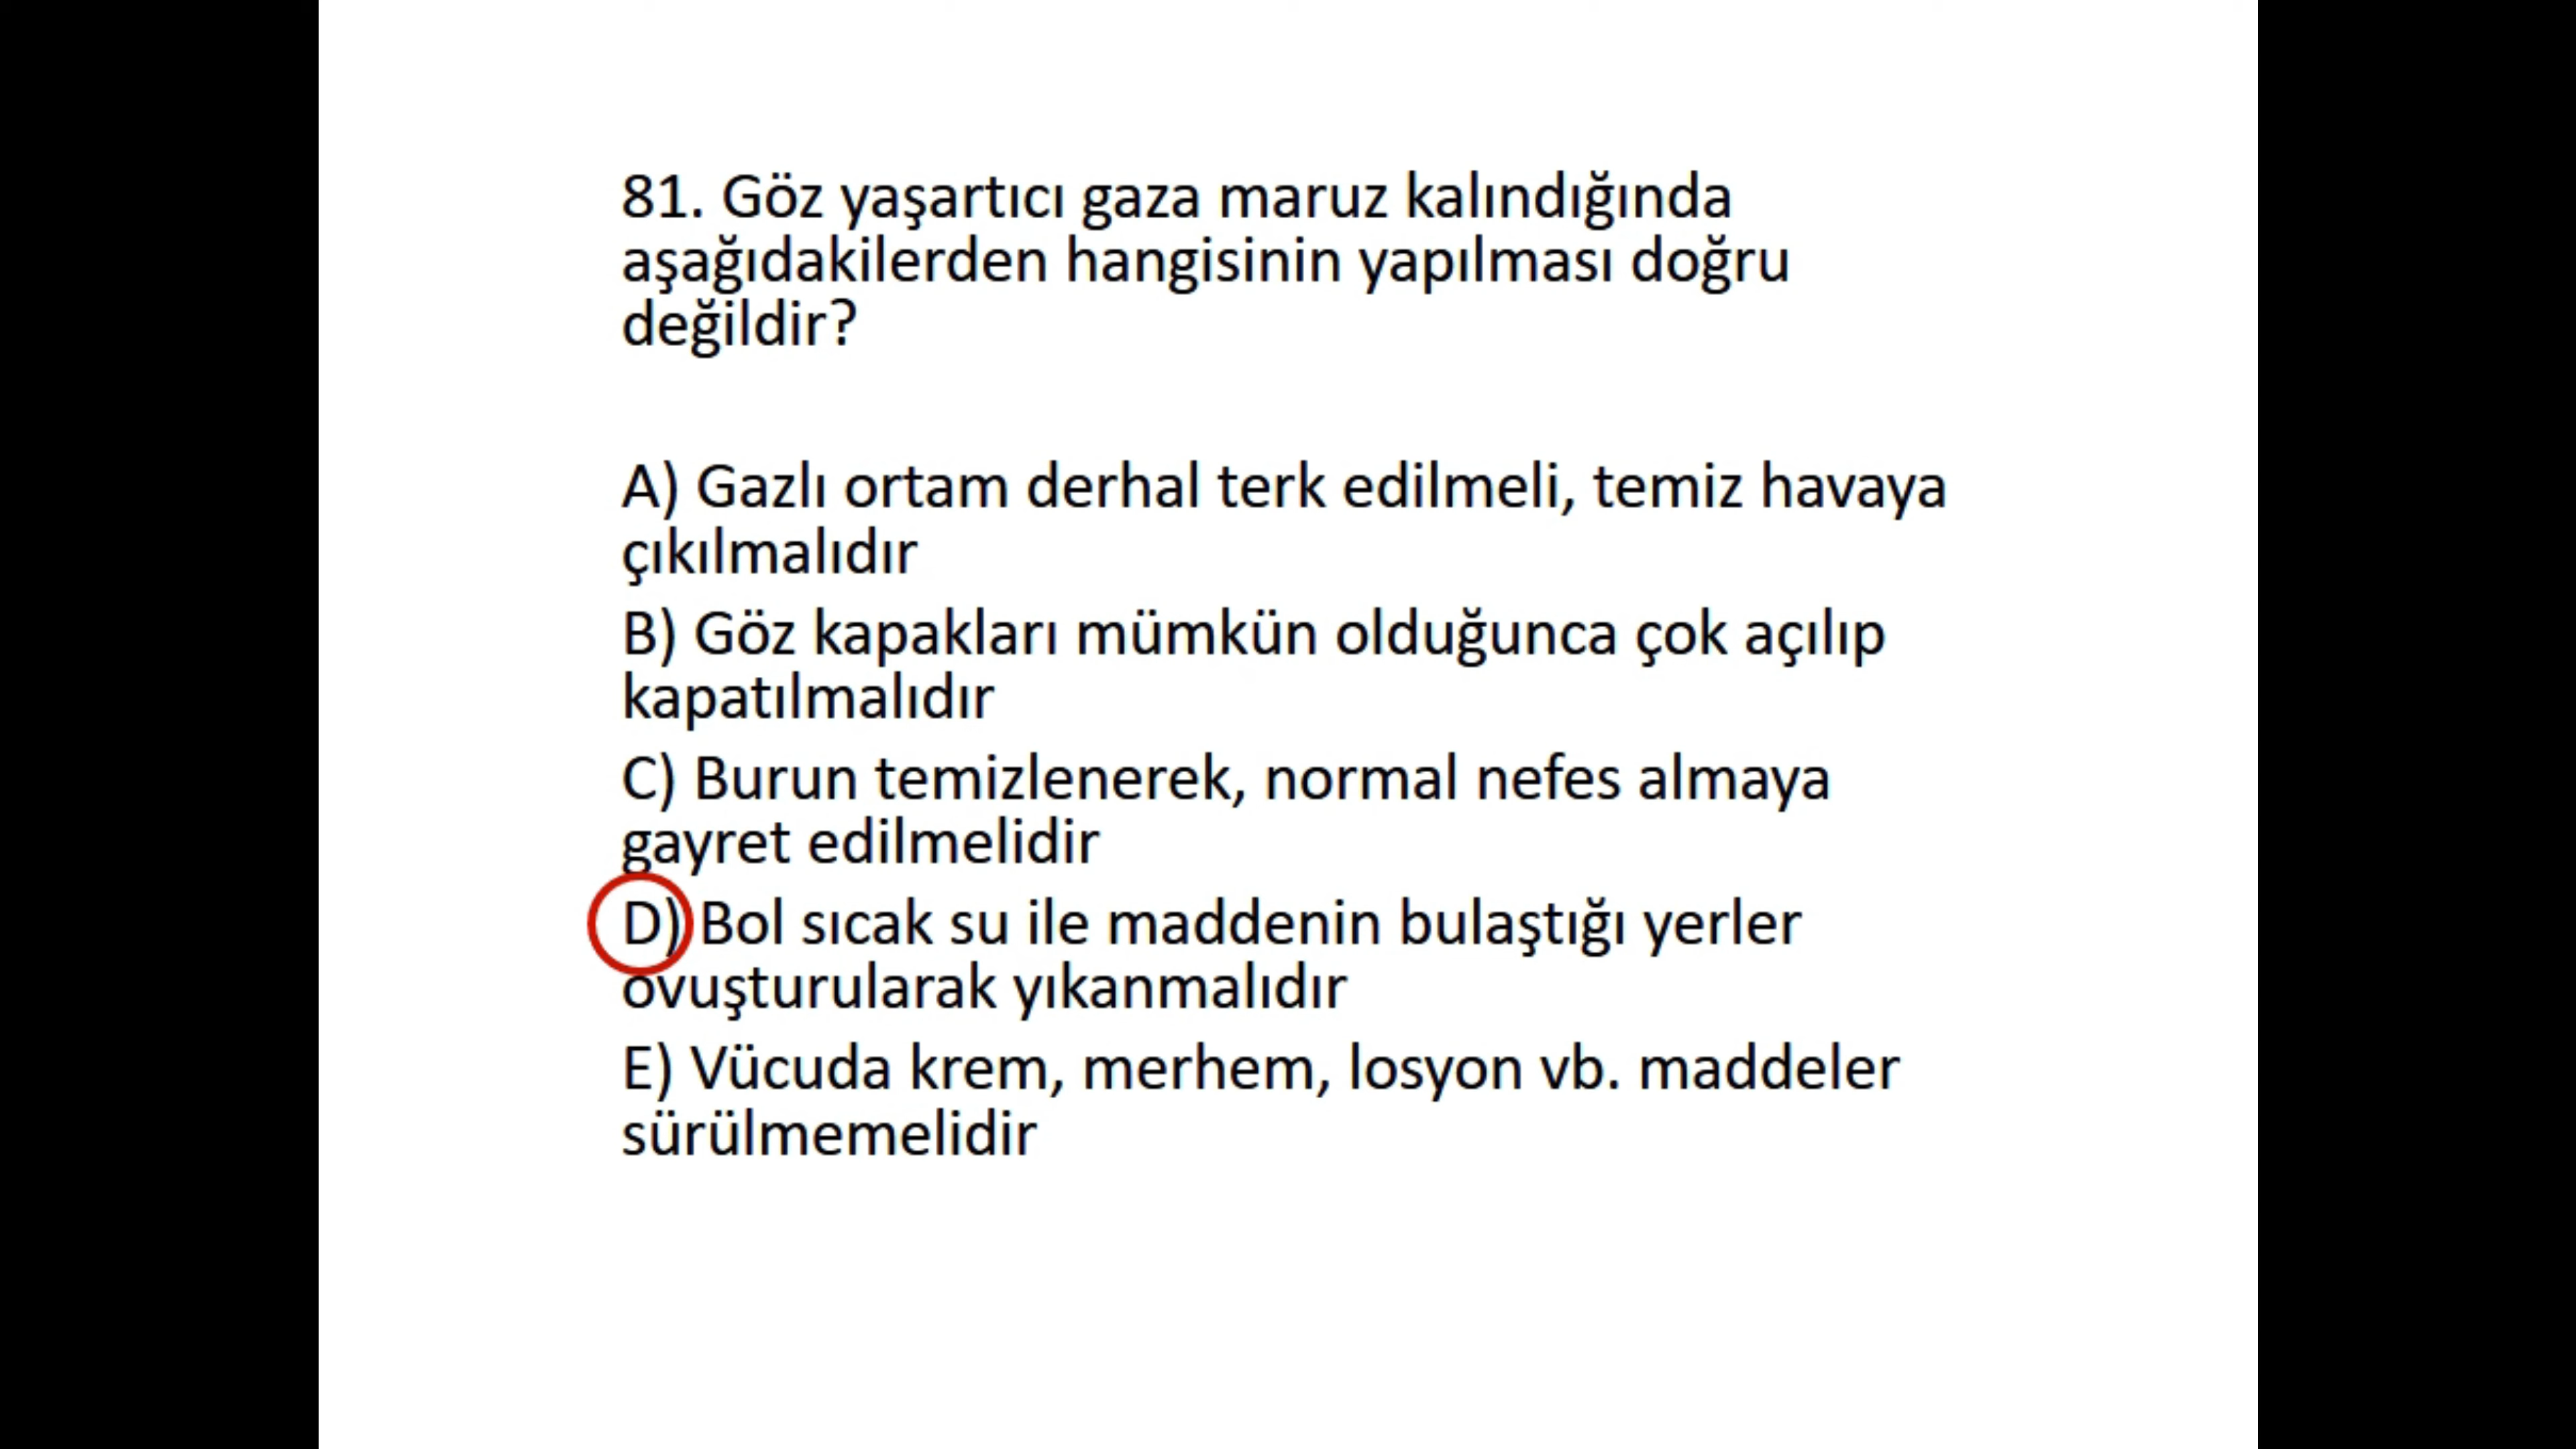 81. Göz yaşartıcı gaza maruz kalındığında
aşağıdakilerden hangisinin yapılması doğru
değildir?
A) Gazlı ortam derhal terk edilmeli, temiz havaya
çıkılmalıdır
B) Göz kapakları mümkün olduğunca çok açılıp
kapatılmalıdır
C) Burun temizlenerek, normal nefes almaya
gayret edilmelidir
D) Bol sıcak su ile maddenin bulaştığı yerler
ovuşturularak yıkanmalıdır
E) Vücuda krem, merhem, losyon vb. maddeler
sürülmemelidir